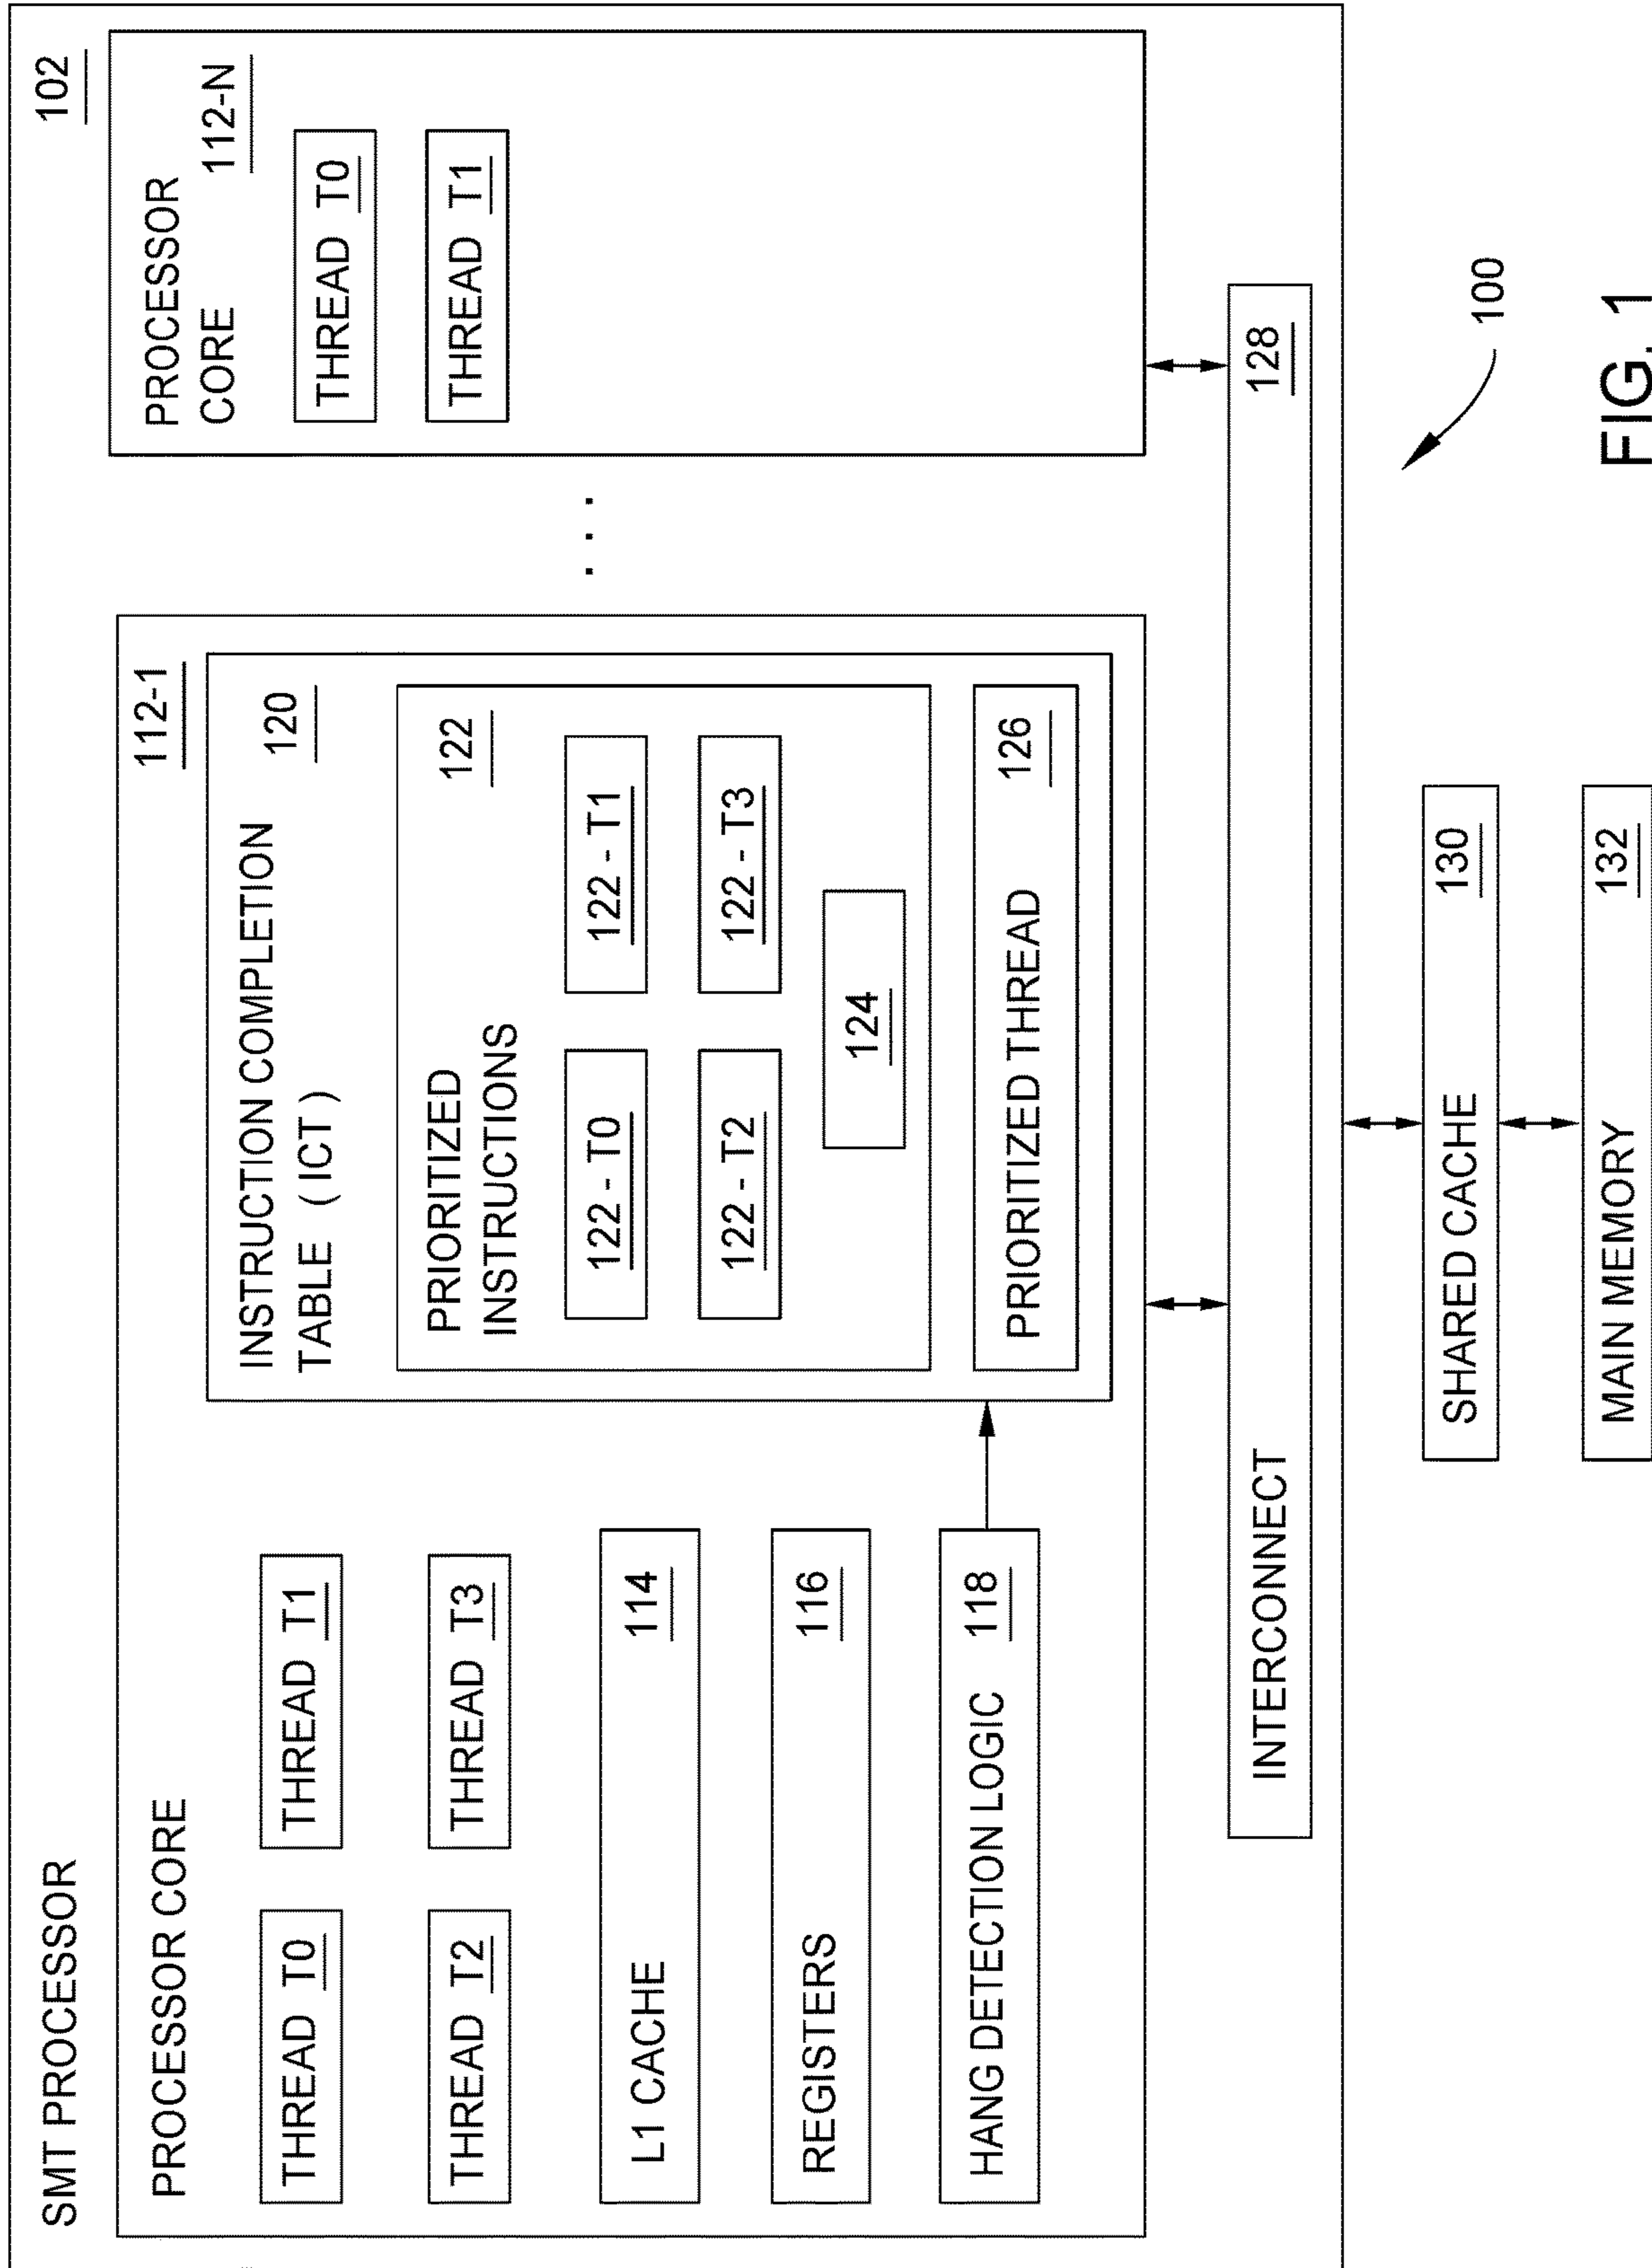 SMT PROCESSOR 102
PROCESSOR CORE 112-1
THREAD T0
THREAD T1
THREAD T2
THREAD T3
L1 CACHE 114
REGISTERS 116
HANG DETECTION LOGIC 118
INSTRUCTION COMPLETION 120
TABLE (ICT)
PRIORITIZED 122
INSTRUCTIONS
122 - T0
122 - T1
122 - T2
122 - T3
124
PRIORITIZED THREAD 126
. . .
PROCESSOR
CORE 112-N
THREAD T0
THREAD T1
INTERCONNECT 128
SHARED CACHE 130
MAIN MEMORY 132
100
FIG. 1